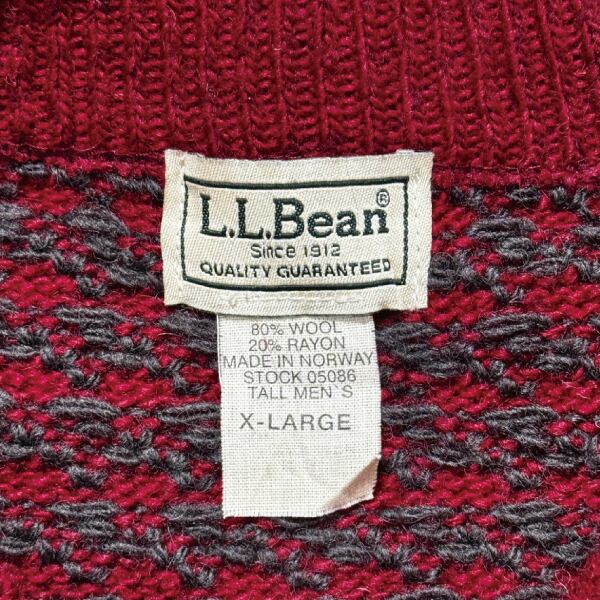 L.L.Bean®
Since 1912
QUALITY GUARANTEED
80% WOOL
20% RAYON
MADE IN NORWAY
STOCK 05086
TALL MEN S
X-LARGE